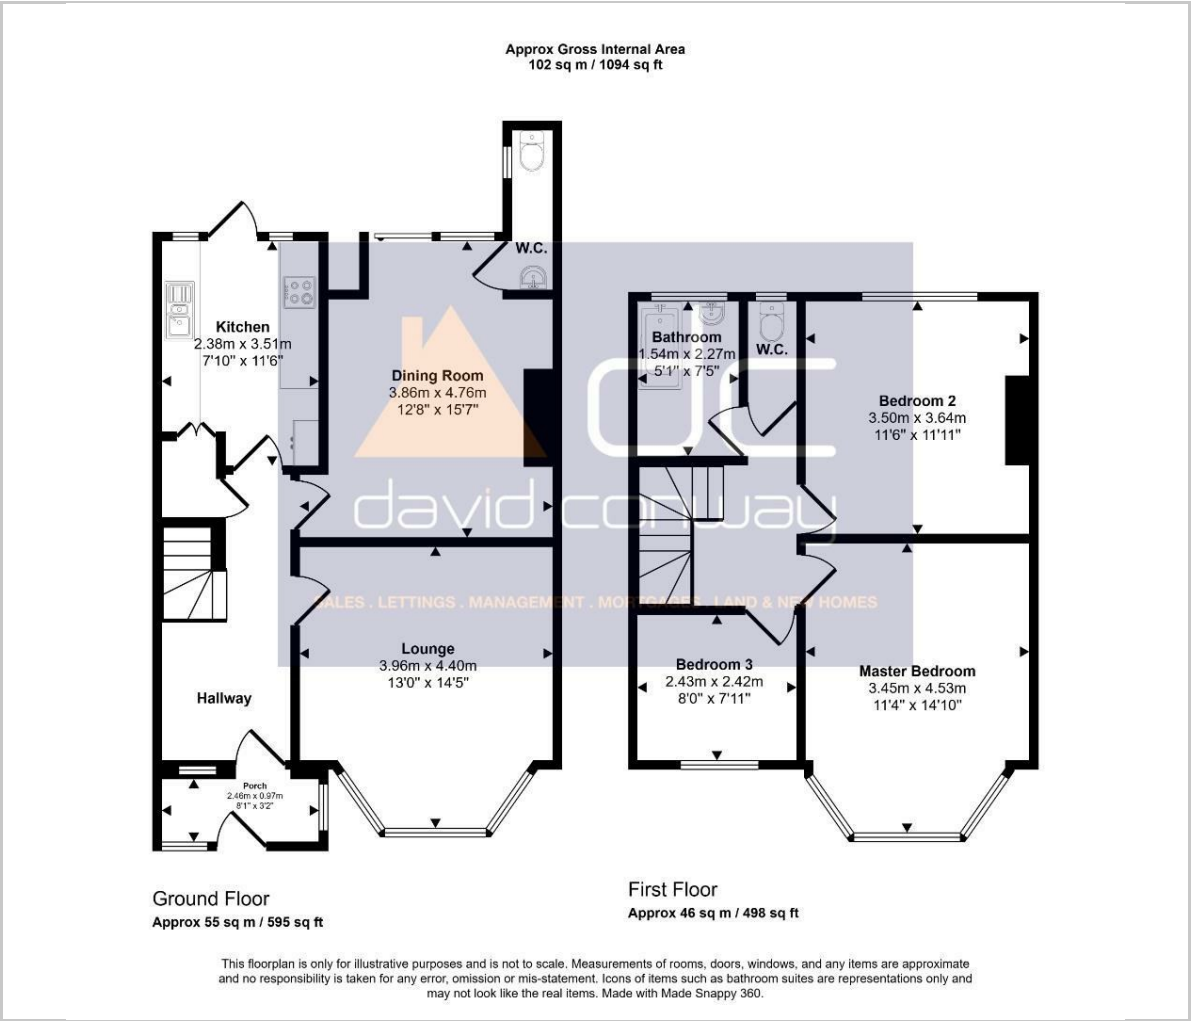 Approx Gross Internal Area
102 sq m / 1094 sq ft
W.C.
Kitchen
2.38m x 3.51m
7'10" x 11'6"
Dining Room
3.86m x 4.76m
12'8" x 15'7"
Bathroom
1.54m x 2.27m
5'1" x 7'5"
W.C.
Bedroom 2
3.50m x 3.64m
11'6" x 11'11"
dc
david conway
SALES . LETTINGS . MANAGEMENT . MORTGAGES . LAND & NEW HOMES
Lounge
3.96m x 4.40m
13'0" x 14'5"
Hallway
Bedroom 3
2.43m x 2.42m
8'0" x 7'11"
Master Bedroom
3.45m x 4.53m
11'4" x 14'10"
Porch
2.46m x 0.97m
8'1" x 3'2"
Ground Floor
Approx 55 sq m / 595 sq ft
First Floor
Approx 46 sq m / 498 sq ft
This floorplan is only for illustrative purposes and is not to scale. Measurements of rooms, doors, windows, and any items are approximate
and no responsibility is taken for any error, omission or mis-statement. Icons of items such as bathroom suites are representations only and
may not look like the real items. Made with Made Snappy 360.